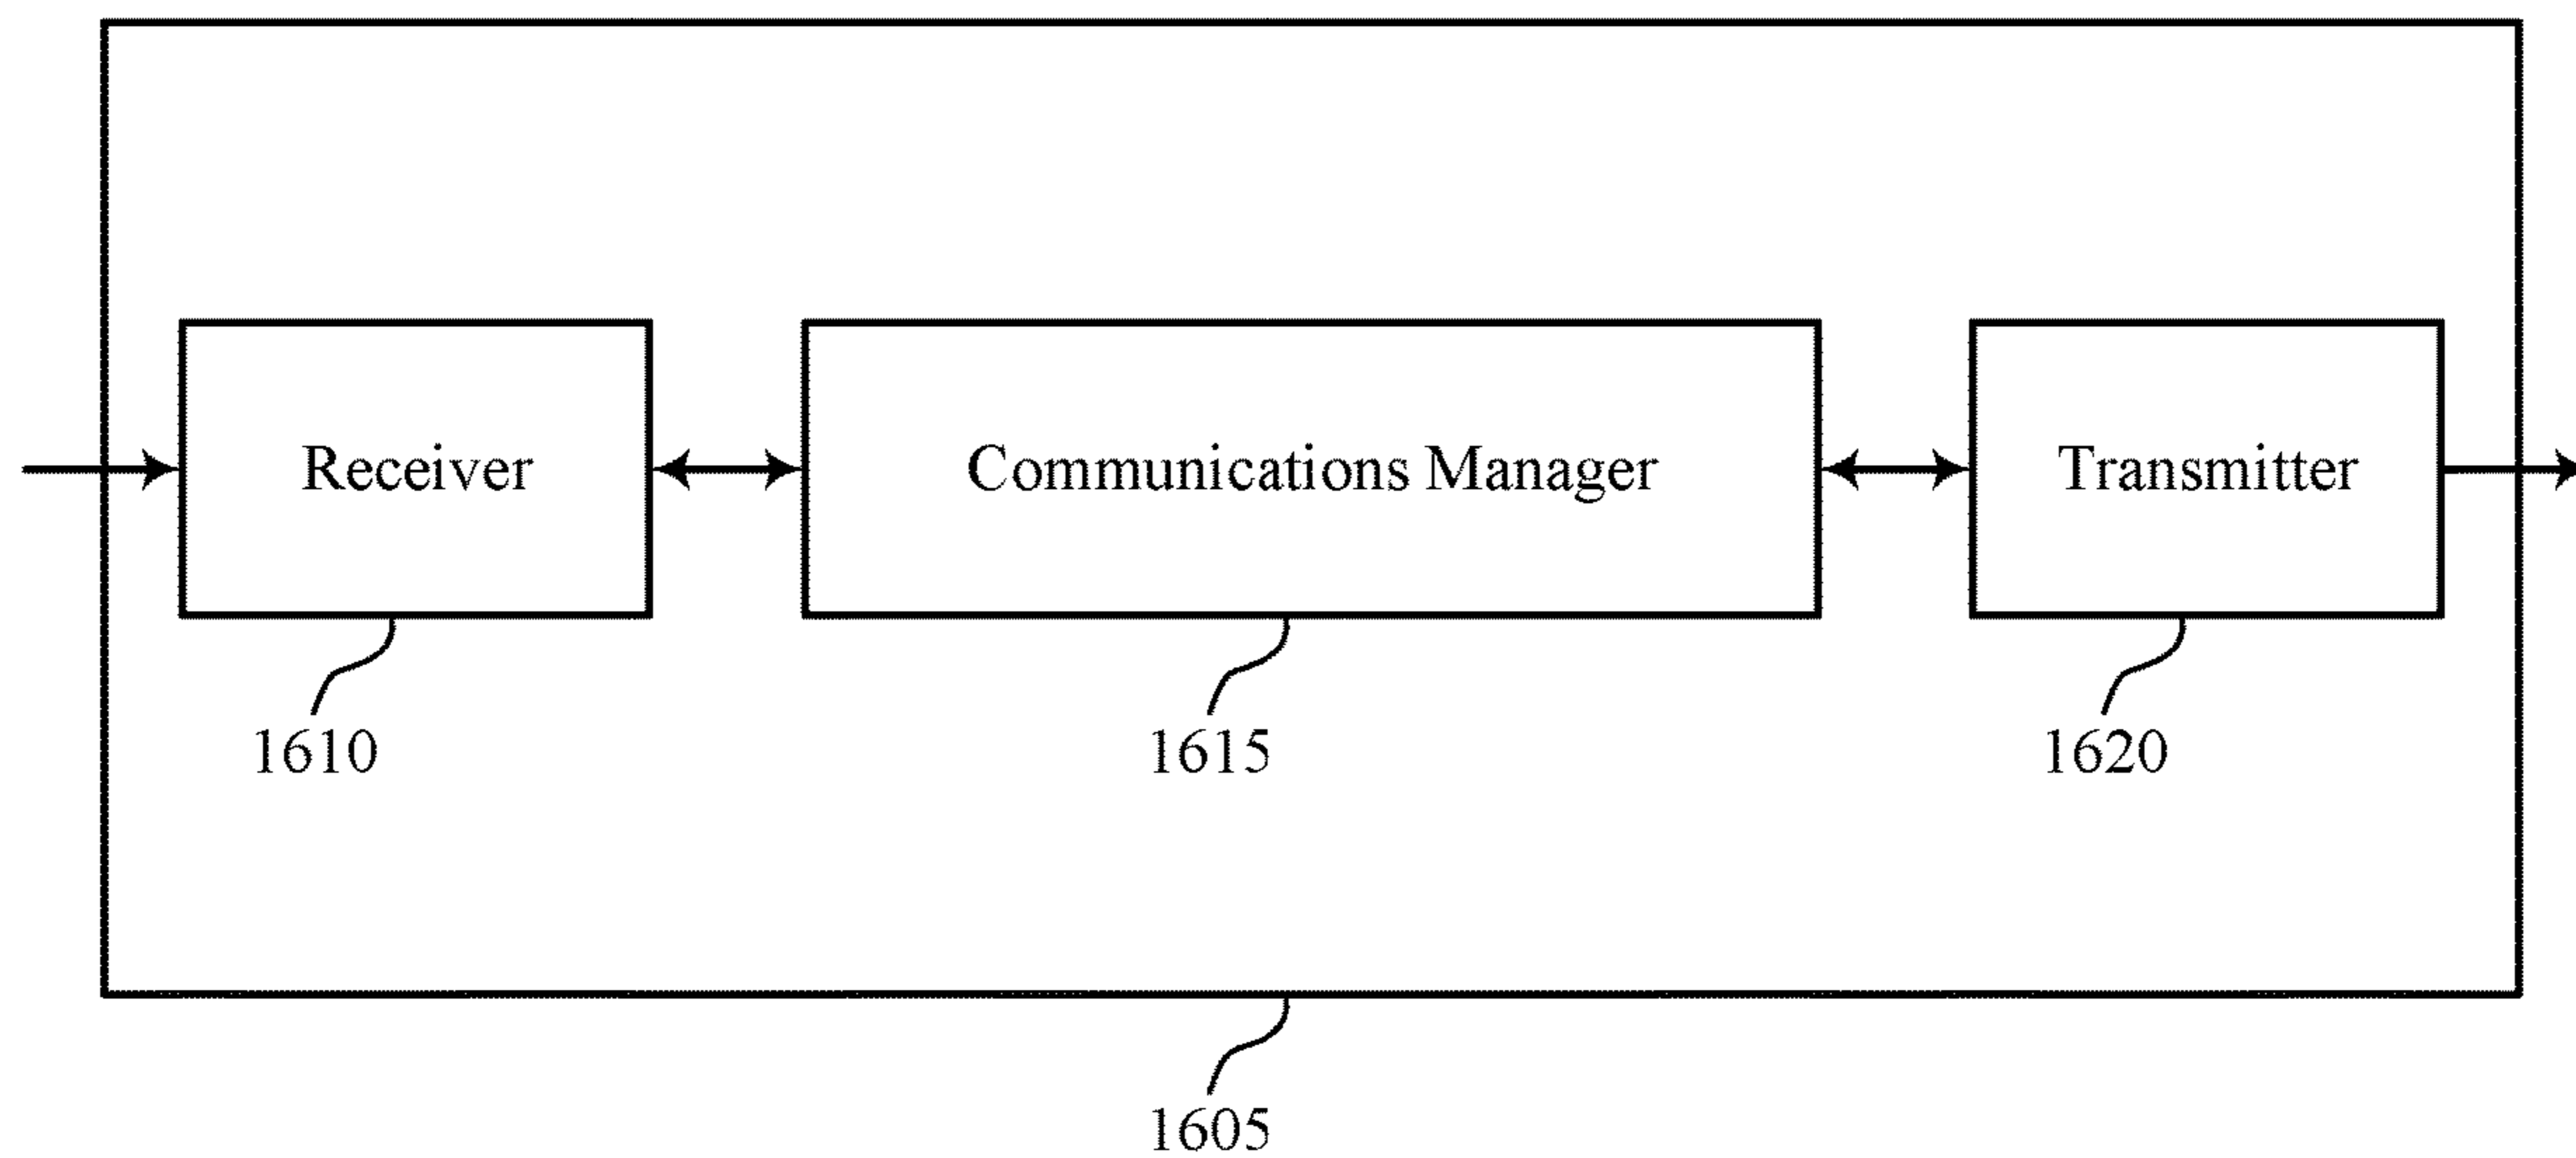 Receiver
Communications Manager
Transmitter
1610
1615
1620
1605